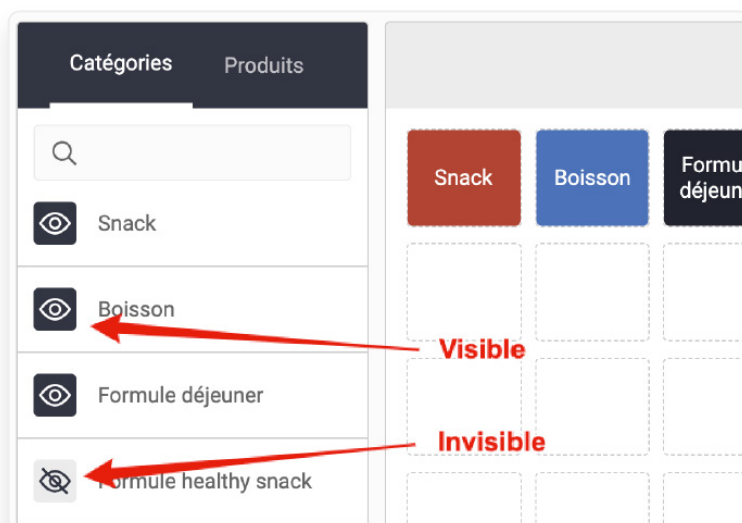 Catégories
Produits
Snack
Boisson
Formule déjeuner
Formule healthy snack
Snack
Boisson
Formu
déjeun
Visible
Invisible